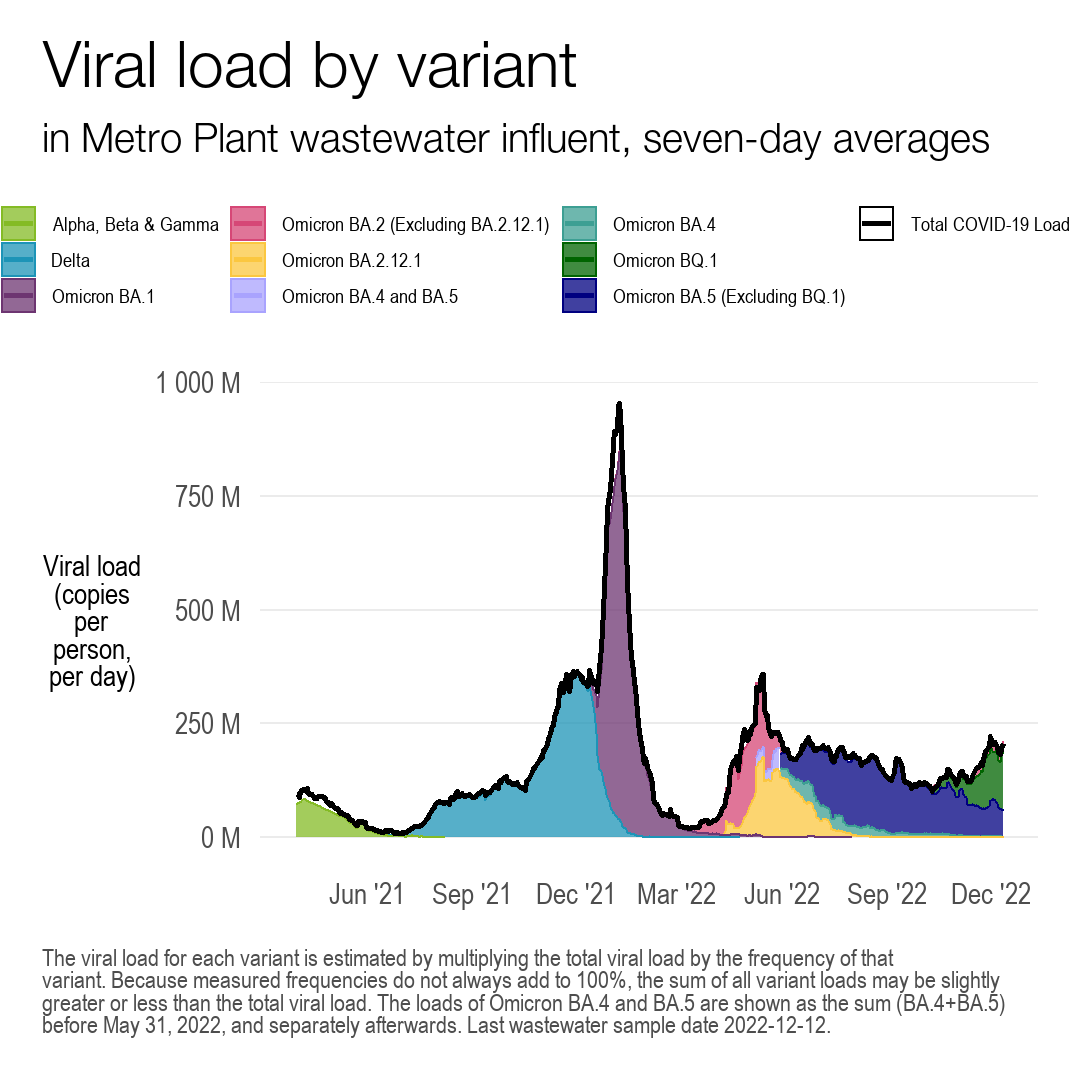 Viral load by variant
in Metro Plant wastewater influent, seven-day averages
Alpha, Beta & Gamma
Delta
Omicron BA.1
Omicron BA.2 (Excluding BA.2.12.1)
Omicron BA.2.12.1
Omicron BA.4 and BA.5
Omicron BA.4
Omicron BQ.1
Omicron BA.5 (Excluding BQ.1)
Total COVID-19 Load
Viral load
(copies
per
person,
per day)
1 000 M
750 M
500 M
250 M
0 M
Jun '21 Sep '21 Dec '21 Mar '22 Jun '22 Sep '22 Dec '22
The viral load for each variant is estimated by multiplying the total viral load by the frequency of that
variant. Because measured frequencies do not always add to 100%, the sum of all variant loads may be slightly
greater or less than the total viral load. The loads of Omicron BA.4 and BA.5 are shown as the sum (BA.4+BA.5)
before May 31, 2022, and separately afterwards. Last wastewater sample date 2022-12-12.